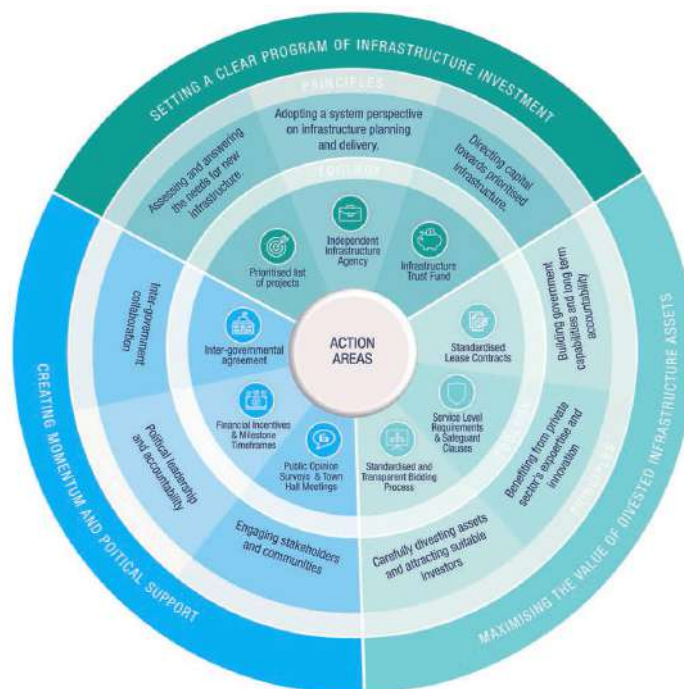 SETTING A CLEAR PROGRAM OF INFRASTRUCTURE INVESTMENT
PRINCIPLES
Assessing and answering
the needs for new
infrastructure.
Adopting a system perspective
on infrastructure planning
and delivery.
Directing capital
towards prioritised
infrastructure.
TOOLBOX
Prioritised list
of projects
Independent
Infrastructure
Agency
Infrastructure
Trust Fund
ACTION
AREAS
CREATING MOMENTUM AND POITICAL SUPPORT
Inter-government
collaboration
Political leadership
and accountability
Engaging stakeholders
and communities
Inter-governmental
agreement
Financial Incentives
& Milestone
Timeframes
Public Opinion
Surveys & Town
Hall Meetings
MAXIMISING THE VALUE OF DIVESTED INFRASTRUCTURE ASSETS
Building government
capabilities and long term
accountability
Benefiting from private
sector's expoertise and
innovation
Carefully divesting assets
and attracting suitable
investors
Standardised
Lease Contracts
Service Level
Requirements
& Safeguard
Clauses
Standardised and
Transparent Bidding
Process